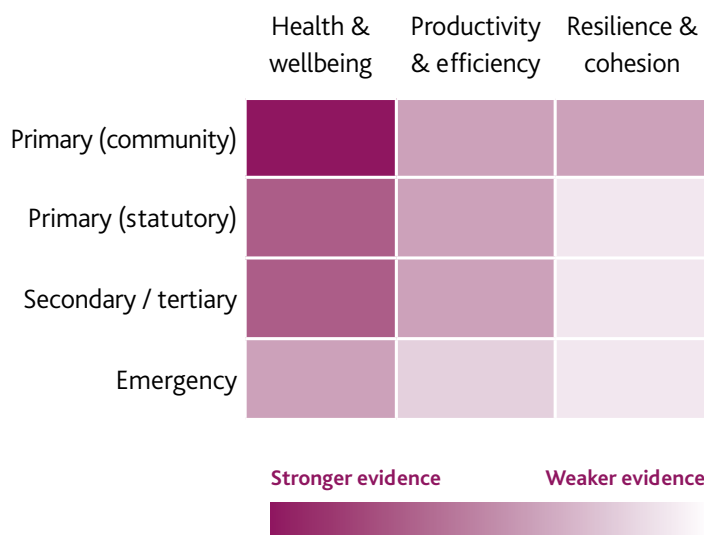 Health & wellbeing
Productivity & efficiency
Resilience & cohesion
Primary (community)
Primary (statutory)
Secondary / tertiary
Emergency
Stronger evidence
Weaker evidence